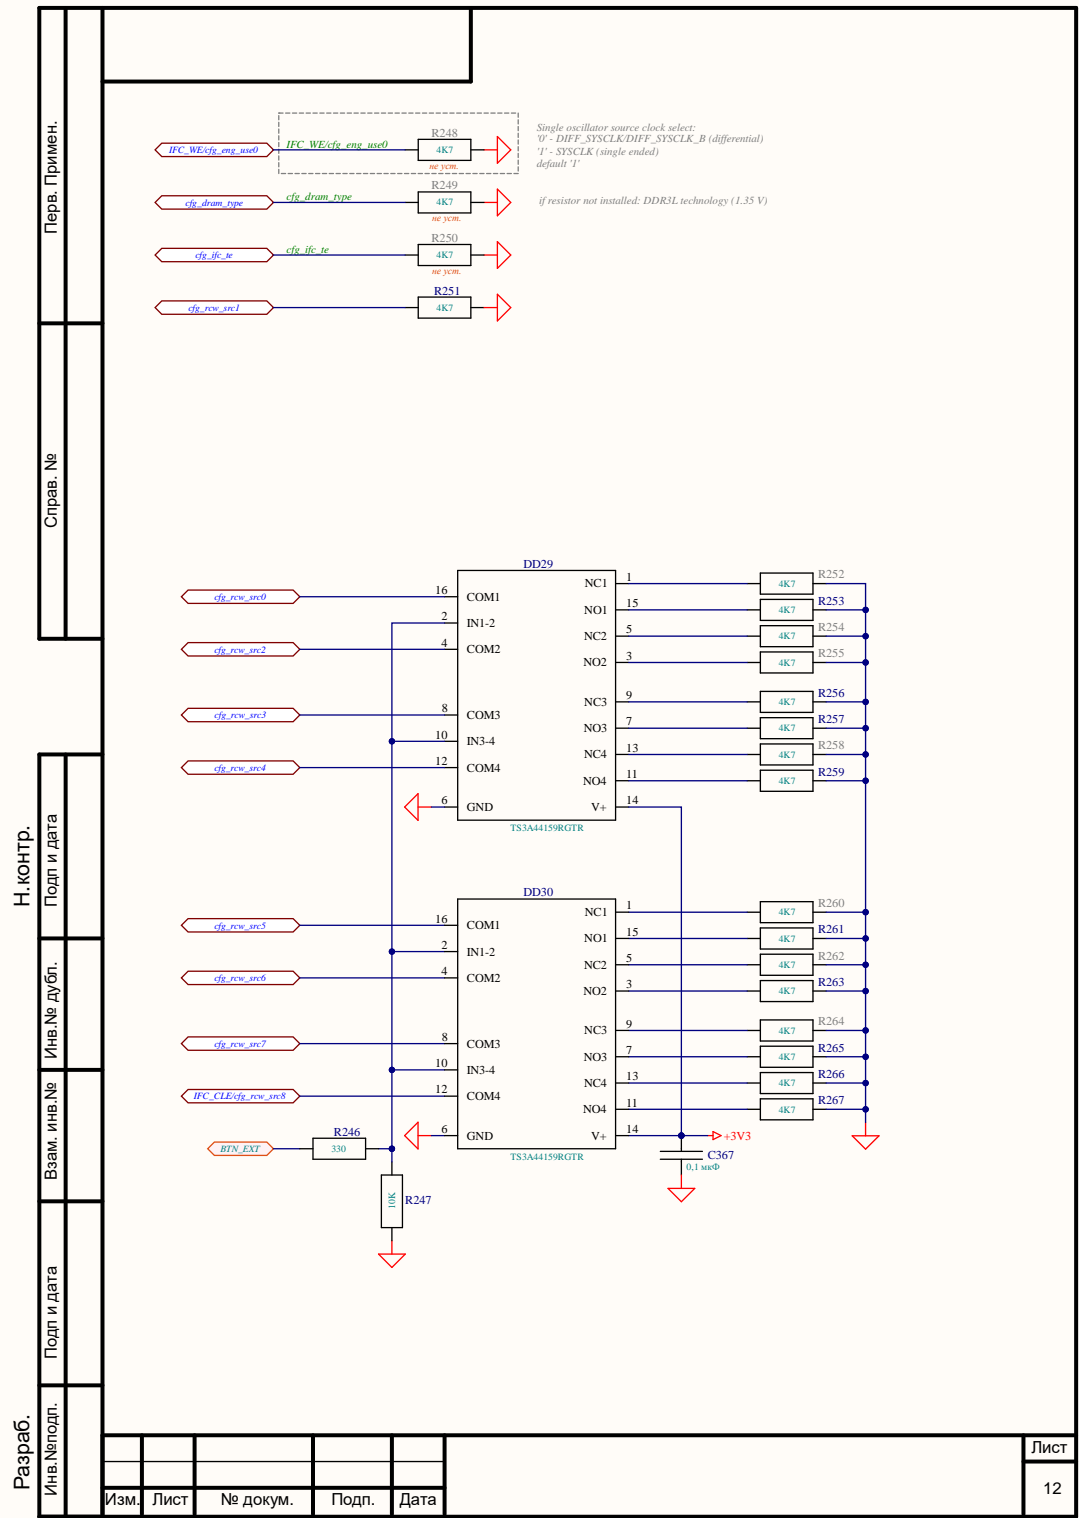 Перв. Примен.
Справ. №
Н.контр.
Подп и дата
Инв.№ дубл.
Взам. инв.№
Подп и дата
Разраб.
Инв.№подп.
IFC_WE/cfg_eng_use0
IFC_WE/cfg_eng_use0
R248
4K7
не уст.
Single oscillator source clock select:
'0' - DIFF_SYSCLK/DIFF_SYSCLK_B (differential)
'1' - SYSCLK (single ended)
default '1'
cfg_dram_type
cfg_dram_type
R249
4K7
не уст.
if resistor not installed: DDR3L technology (1.35 V)
cfg_ifc_te
cfg_ifc_te
R250
4K7
не уст.
cfg_rcw_src1
R251
4K7
DD29
cfg_rcw_src0
16 COM1
2 IN1-2
cfg_rcw_src2
4 COM2
cfg_rcw_src3
8 COM3
10 IN3-4
cfg_rcw_src4
12 COM4
6 GND
NC1 1 4K7 R252
NO1 15 4K7 R253
NC2 5 4K7 R254
NO2 3 4K7 R255
NC3 9 4K7 R256
NO3 7 4K7 R257
NC4 13 4K7 R258
NO4 11 4K7 R259
V+ 14
TS3A44159RGTR
DD30
cfg_rcw_src5
16 COM1
2 IN1-2
cfg_rcw_src6
4 COM2
cfg_rcw_src7
8 COM3
10 IN3-4
IFC_CLE/cfg_rcw_src8
12 COM4
6 GND
NC1 1 4K7 R260
NO1 15 4K7 R261
NC2 5 4K7 R262
NO2 3 4K7 R263
NC3 9 4K7 R264
NO3 7 4K7 R265
NC4 13 4K7 R266
NO4 11 4K7 R267
V+ 14
+3V3
TS3A44159RGTR
BTN_EXT
R246
330
10K
R247
C367
0,1 мкФ
Изм. Лист № докум. Подп. Дата
Лист
12